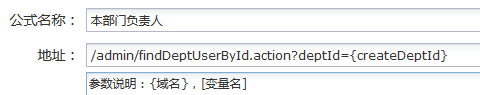 公式名称： 本部门负责人
地址： /admin/findDeptUserById.action?deptId={createDeptId}
参数说明：{域名}，[变量名]